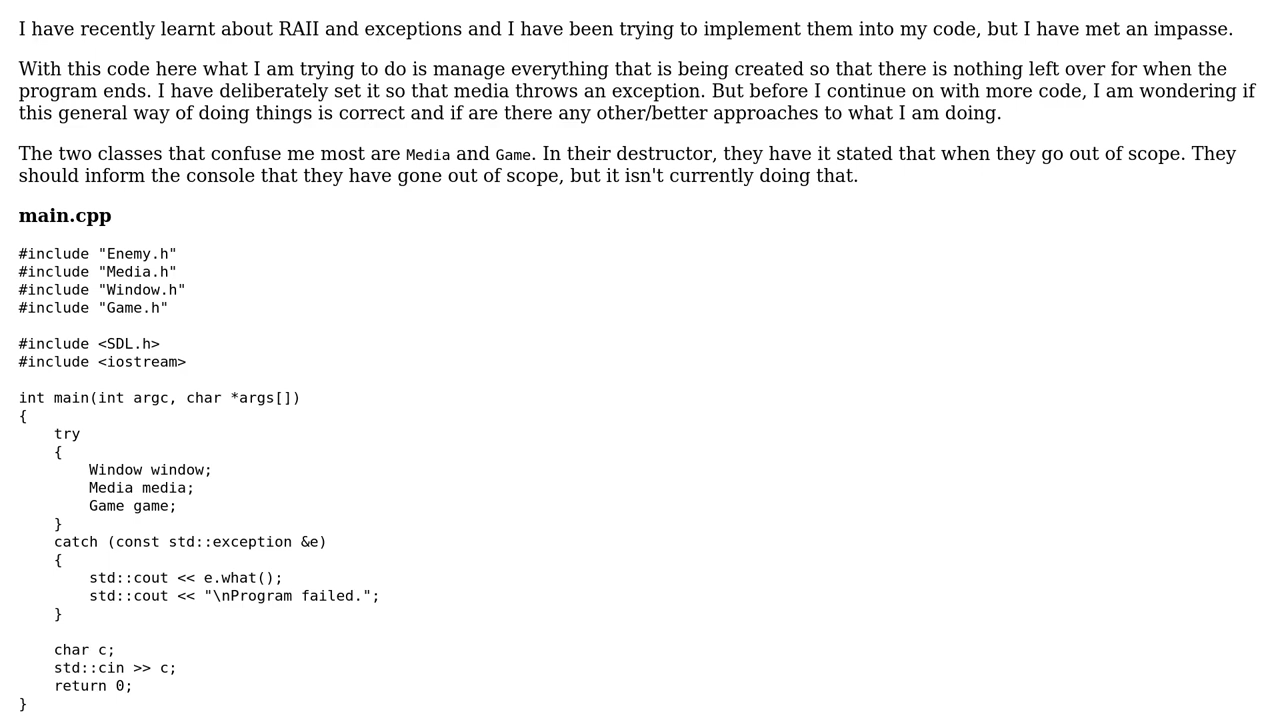 I have recently learnt about RAII and exceptions and I have been trying to implement them into my code, but I have met an impasse.
With this code here what I am trying to do is manage everything that is being created so that there is nothing left over for when the
program ends. I have deliberately set it so that media throws an exception. But before I continue on with more code, I am wondering if
this general way of doing things is correct and if are there any other/better approaches to what I am doing.
The two classes that confuse me most are Media and Game. In their destructor, they have it stated that when they go out of scope. They
should inform the console that they have gone out of scope, but it isn't currently doing that.
main.cpp
#include "Enemy.h"
#include "Media.h"
#include "Window.h"
#include "Game.h"
#include <SDL.h>
#include <iostream>
int main(int argc, char *args[])
{
    try
    {
        Window window;
        Media media;
        Game game;
    }
    catch (const std::exception &e)
    {
        std::cout << e.what();
        std::cout << "\nProgram failed.";
    }
    char c;
    std::cin >> c;
    return 0;
}